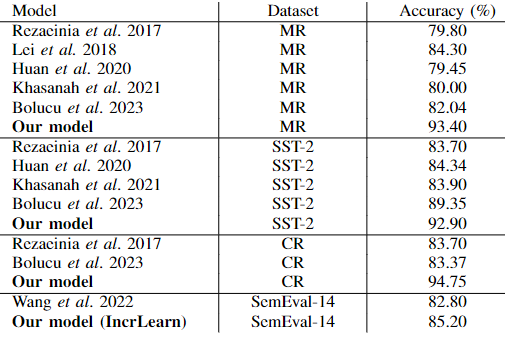 Model Dataset Accuracy (%)
Rezaeinia et al. 2017 MR 79.80
Lei et al. 2018 MR 84.30
Huan et al. 2020 MR 79.45
Khasanah et al. 2021 MR 80.00
Bolucu et al. 2023 MR 82.04
Our model MR 93.40
Rezaeinia et al. 2017 SST-2 83.70
Huan et al. 2020 SST-2 84.34
Khasanah et al. 2021 SST-2 83.90
Bolucu et al. 2023 SST-2 89.35
Our model SST-2 92.90
Rezaeinia et al. 2017 CR 83.70
Bolucu et al. 2023 CR 83.37
Our model CR 94.75
Wang et al. 2022 SemEval-14 82.80
Our model (IncrLearn) SemEval-14 85.20